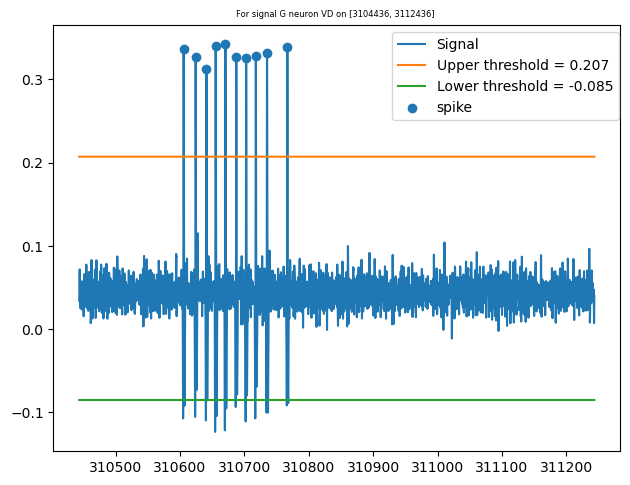 For signal G neuron VD on [3104436, 3112436]
Signal
Upper threshold = 0.207
Lower threshold = -0.085
spike
0.3
0.2
0.1
0.0
−0.1
310500 310600 310700 310800 310900 311000 311100 311200